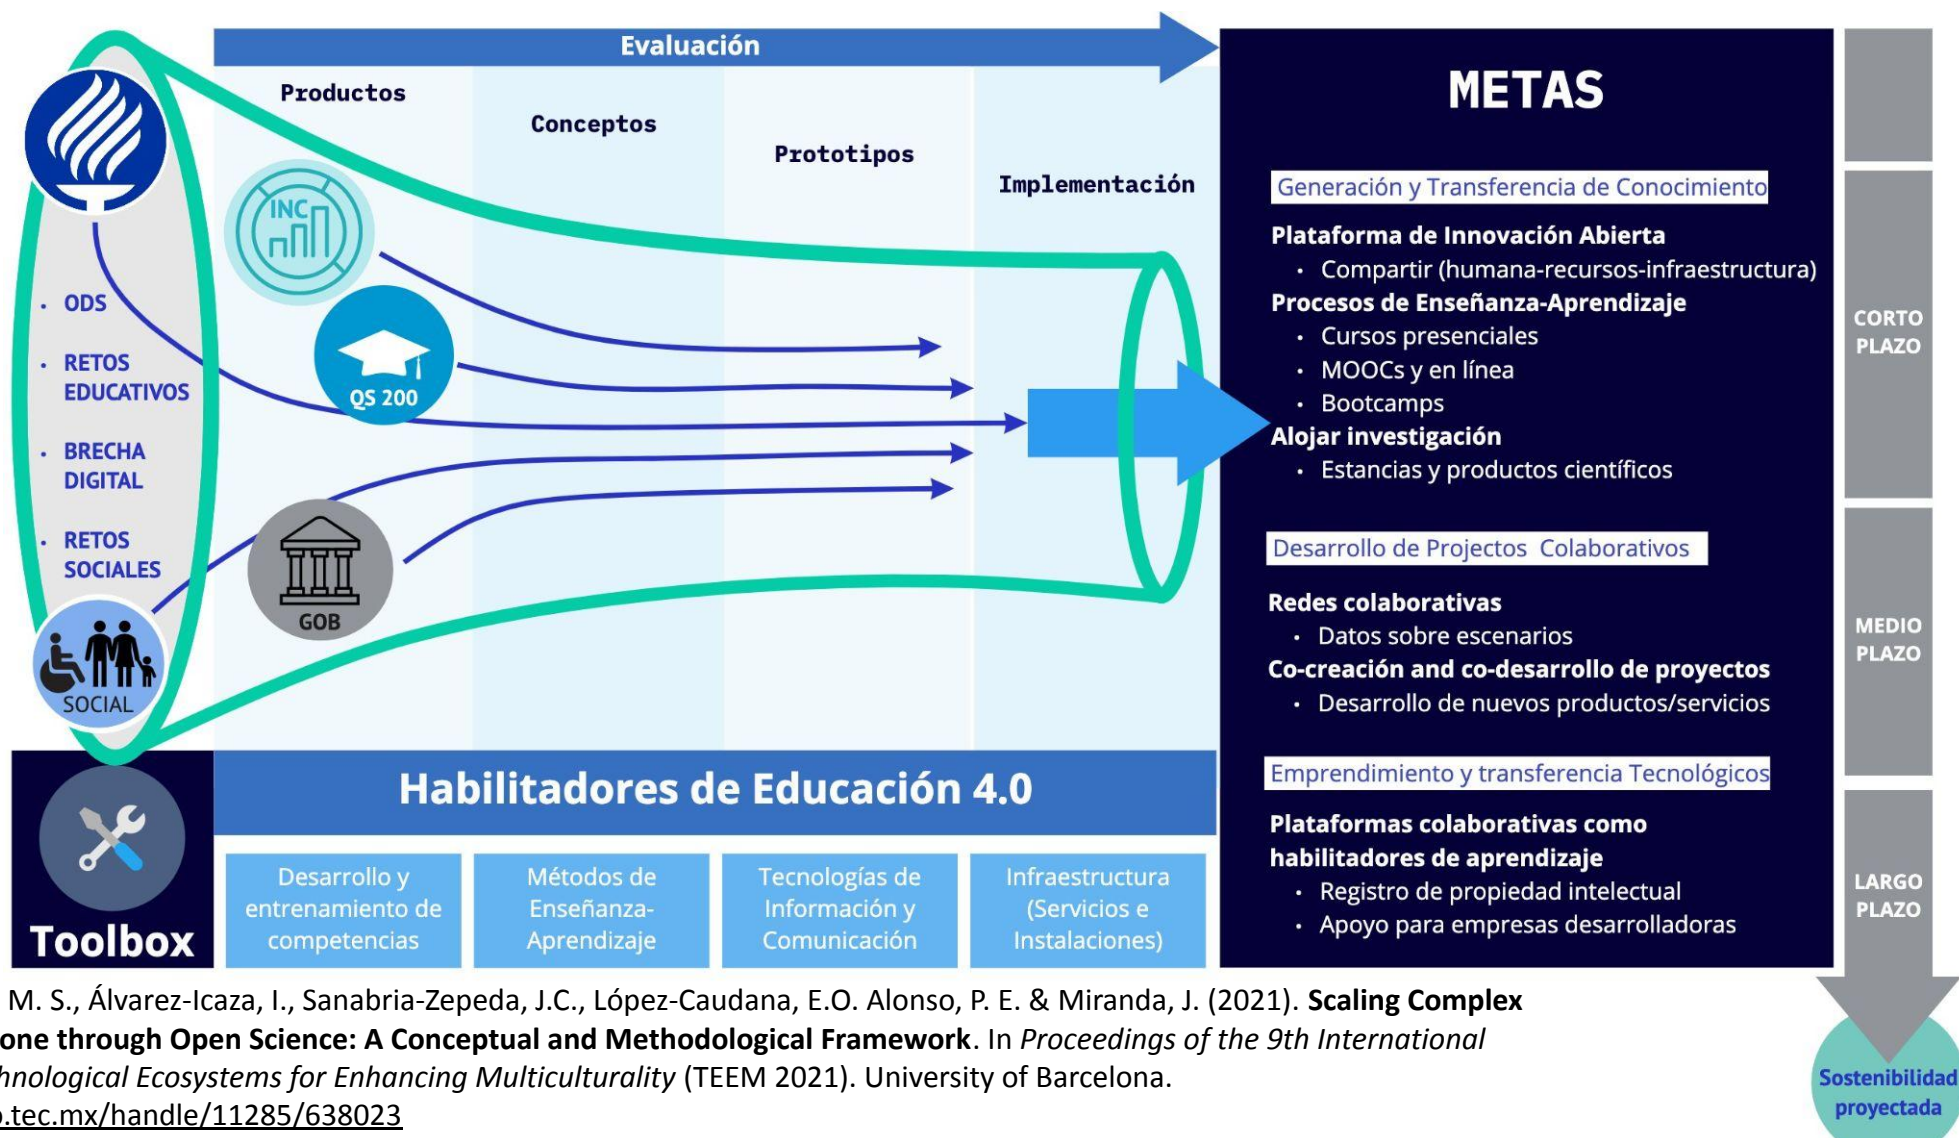 Evaluación
Productos
Conceptos
Prototipos
Implementación
INC
QS 200
GOB
· ODS
· RETOS
EDUCATIVOS
· BRECHA
DIGITAL
· RETOS
SOCIALES
SOCIAL
Toolbox
Habilitadores de Educación 4.0
Desarrollo y
entrenamiento de
competencias
Métodos de
Enseñanza-
Aprendizaje
Tecnologías de
Información y
Comunicación
Infraestructura
(Servicios e
Instalaciones)
METAS
Generación y Transferencia de Conocimiento
Plataforma de Innovación Abierta
· Compartir (humana-recursos-infraestructura)
Procesos de Enseñanza-Aprendizaje
· Cursos presenciales
· MOOCs y en línea
· Bootcamps
Alojar investigación
· Estancias y productos científicos
Desarrollo de Projectos Colaborativos
Redes colaborativas
· Datos sobre escenarios
Co-creación and co-desarrollo de proyectos
· Desarrollo de nuevos productos/servicios
Emprendimiento y transferencia Tecnológicos
Plataformas colaborativas como
habilitadores de aprendizaje
· Registro de propiedad intelectual
· Apoyo para empresas desarrolladoras
CORTO
PLAZO
MEDIO
PLAZO
LARGO
PLAZO
Sostenibilidad
proyectada
M. S., Álvarez-Icaza, I., Sanabria-Zepeda, J.C., López-Caudana, E.O. Alonso, P. E. & Miranda, J. (2021). Scaling Complex
one through Open Science: A Conceptual and Methodological Framework. In Proceedings of the 9th International
hnological Ecosystems for Enhancing Multiculturality (TEEM 2021). University of Barcelona.
.tec.mx/handle/11285/638023